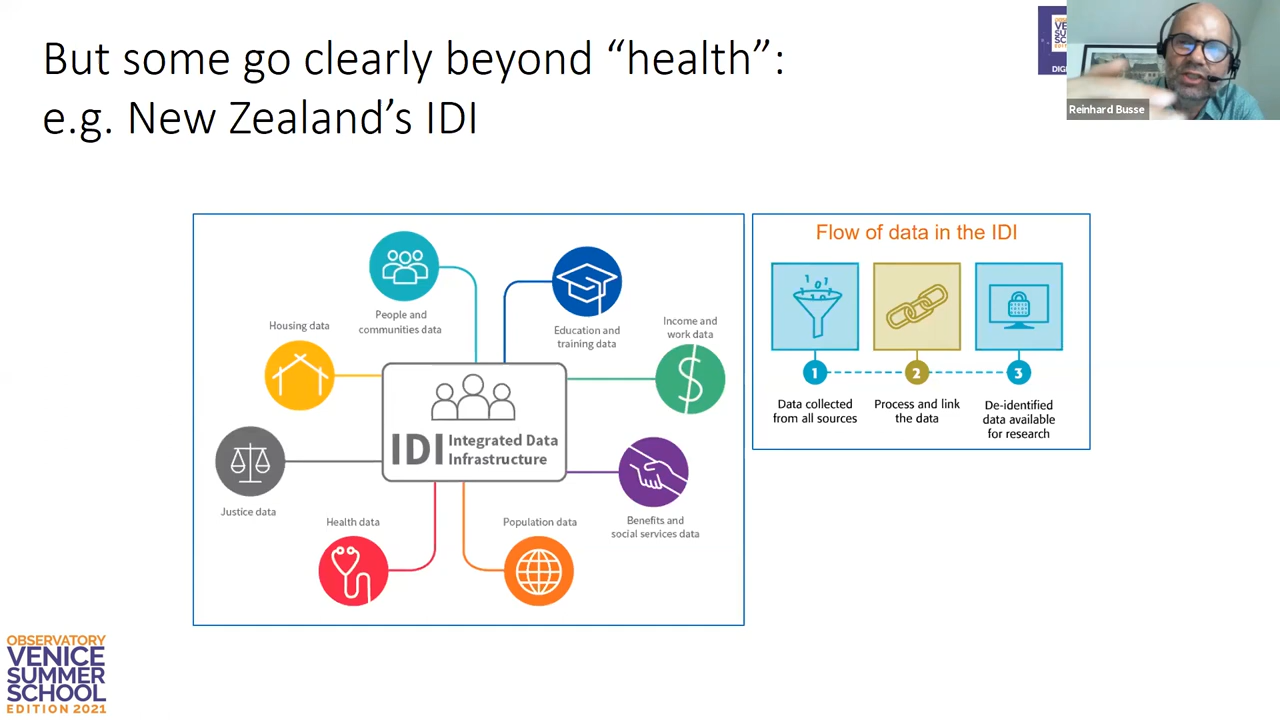 But some go clearly beyond “health”:
e.g. New Zealand’s IDI
Reinhard Busse
People and
communities data
Education and
training data
Housing data
Income and
work data
IDI
Integrated Data
Infrastructure
Justice data
Health data
Population data
Benefits and
social services data
Flow of data in the IDI
1
2
3
Data collected
from all sources
Process and link
the data
De-identified
data available
for research
OBSERVATORY
VENICE
SUMMER
SCHOOL
EDITION 2021